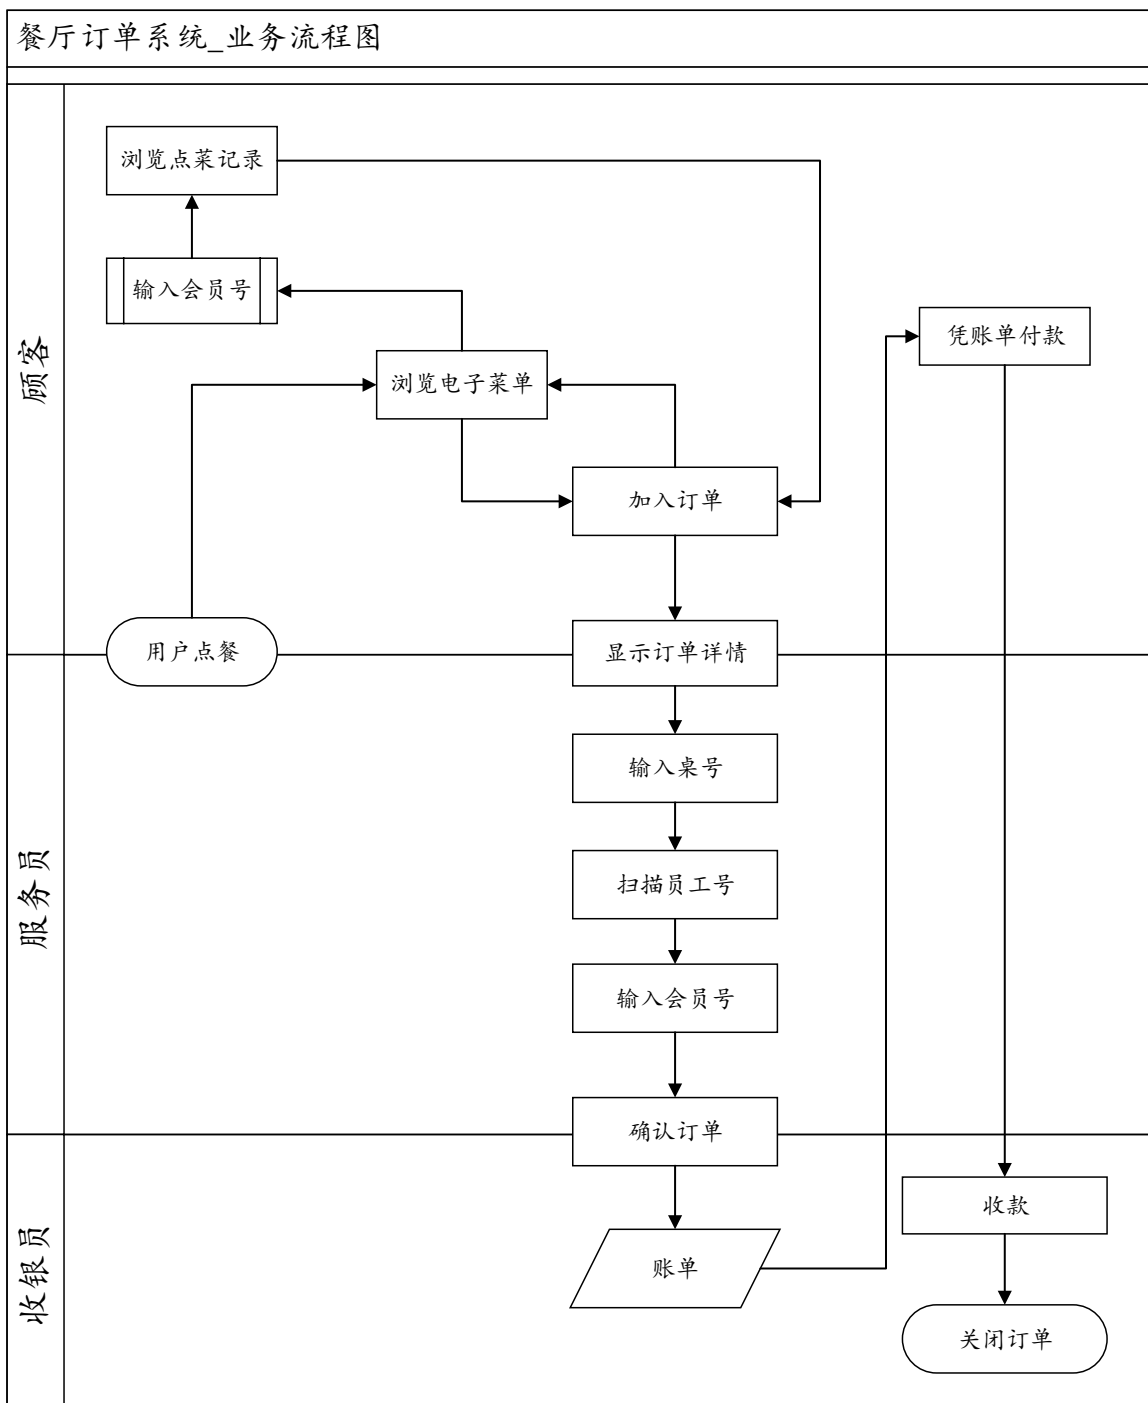 餐厅订单系统_业务流程图
顾客
浏览点菜记录
输入会员号
凭账单付款
浏览电子菜单
加入订单
用户点餐
显示订单详情
服务员
输入桌号
扫描员工号
输入会员号
确认订单
收银员
收款
账单
关闭订单